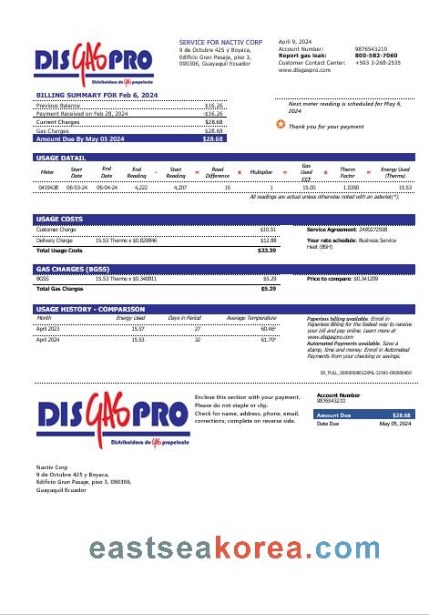 DISGASPRO
Distribuidora de Gas propelente
SERVICE FOR NACTIV CORP
9 de Octubre 425 y Boyaca,
Edificio Gran Pasaje, piso 3,
090306, Guayaquil Ecuador
April 9, 2024
Account Number: 9876543210
Report gas leak: 800-582-7060
Customer Contact Center: +593 3-268-2535
www.disgaspro.com
BILLING SUMMARY FOR Feb 6, 2024
Previous Balance $16.26
Payment Received on Feb 28, 2024 -$16.26
Current Charges $28.68
Gas Charges $28.68
Amount Due By May 05 2024 $28.68
Next meter reading is scheduled for May 6,
2024
Thank you for your payment
USAGE DATAIL
Meter Start Date End Date End Reading - Start Reading = Read Difference x Multiplier = Gas Used CCF x Therm Factor = Energy Used (Therms)
0419438 06-03-24 06-04-24 4,222 4,207 15 1 15.00 1.0350 15.53
All readings are actual unless otherwise noted with an asterisk(*).
USAGE COSTS
Customer Charge $10.51
Delivery Charge 15.53 Therms x $0.828846 $12.88
Total Usage Costs $23.39
Service Agreement: 2490272508
Your rate schedule: Business Service
Heat (BSH)
GAS CHARGES (BGSS)
BGSS 15.53 Therms x $0.340811 $5.29
Total Gas Charges $5.29
Price to compare: $0.341209
USAGE HISTORY - COMPARISON
Month Energy Used Days in Period Average Temperature
April 2023 15.57 27 60.46°
April 2024 15.53 32 61.70°
Paperless billing available. Enroll in
Paperless Billing for the fastest way to receive
your bill and pay online. Learn more at
www.disgaspro.com
Automated Payments available. Save a
stamp, time and money. Enroll in Automated
Payments from your checking or savings.
DISGASPRO
Distribuidora de Gas propelente
Enclose this section with your payment.
Please do not staple or clip.
Check for name, address, phone, email,
corrections; complete on reverse side.
Account Number
9876543210
Amount Due $28.68
Date Due May 05, 2024
Nactiv Corp
9 de Octubre 425 y Boyaca,
Edificio Gran Pasaje, piso 3, 090306,
Guayaquil Ecuador
eastseakorea.com